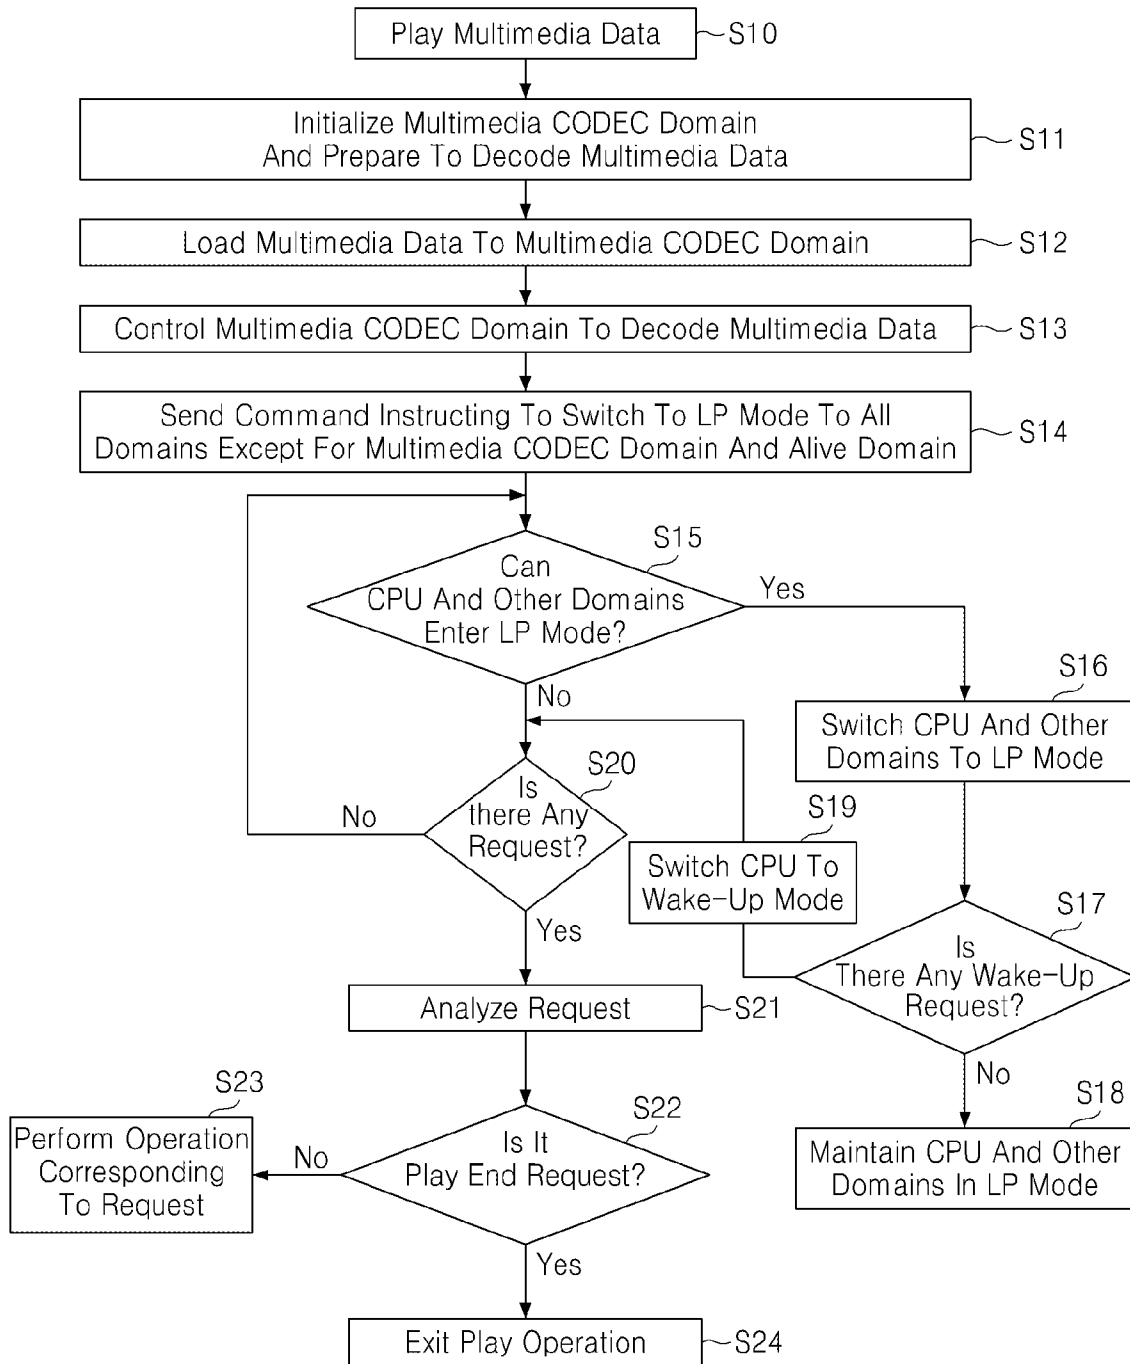 Play Multimedia Data
S10
Initialize Multimedia CODEC Domain
And Prepare To Decode Multimedia Data
S11
Load Multimedia Data To Multimedia CODEC Domain
S12
Control Multimedia CODEC Domain To Decode Multimedia Data
S13
Send Command Instructing To Switch To LP Mode To All
Domains Except For Multimedia CODEC Domain And Alive Domain
S14
S15
Can
CPU And Other Domains
Enter LP Mode?
Yes
No
S16
Switch CPU And Other
Domains To LP Mode
S20
Is
there Any
Request?
No
Yes
S19
Switch CPU To
Wake-Up Mode
S17
Is
There Any Wake-Up
Request?
No
Analyze Request
S21
S18
Maintain CPU And Other
Domains In LP Mode
S22
Is It
Play End Request?
No
Yes
S23
Perform Operation
Corresponding
To Request
Exit Play Operation
S24